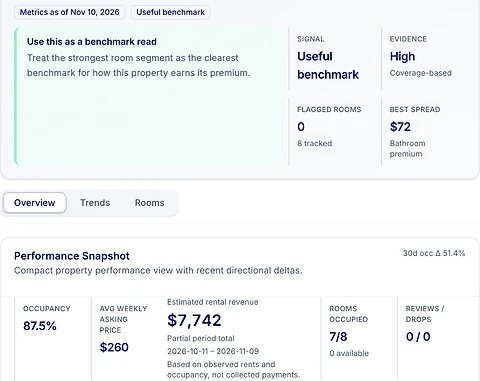 Metrics as of Nov 10, 2026
Useful benchmark
Use this as a benchmark read
Treat the strongest room segment as the clearest
benchmark for how this property earns its premium.
SIGNAL
Useful
benchmark
EVIDENCE
High
Coverage-based
FLAGGED ROOMS
0
8 tracked
BEST SPREAD
$72
Bathroom
premium
Overview
Trends
Rooms
Performance Snapshot
Compact property performance view with recent directional deltas.
30d occ Δ 51.4%
OCCUPANCY
87.5%
AVG WEEKLY
ASKING
PRICE
$260
Estimated rental revenue
$7,742
Partial period total
2026-10-11 – 2026-11-09
Based on observed rents and
occupancy, not collected payments.
ROOMS
OCCUPIED
7/8
0 available
REVIEWS /
DROPS
0 / 0